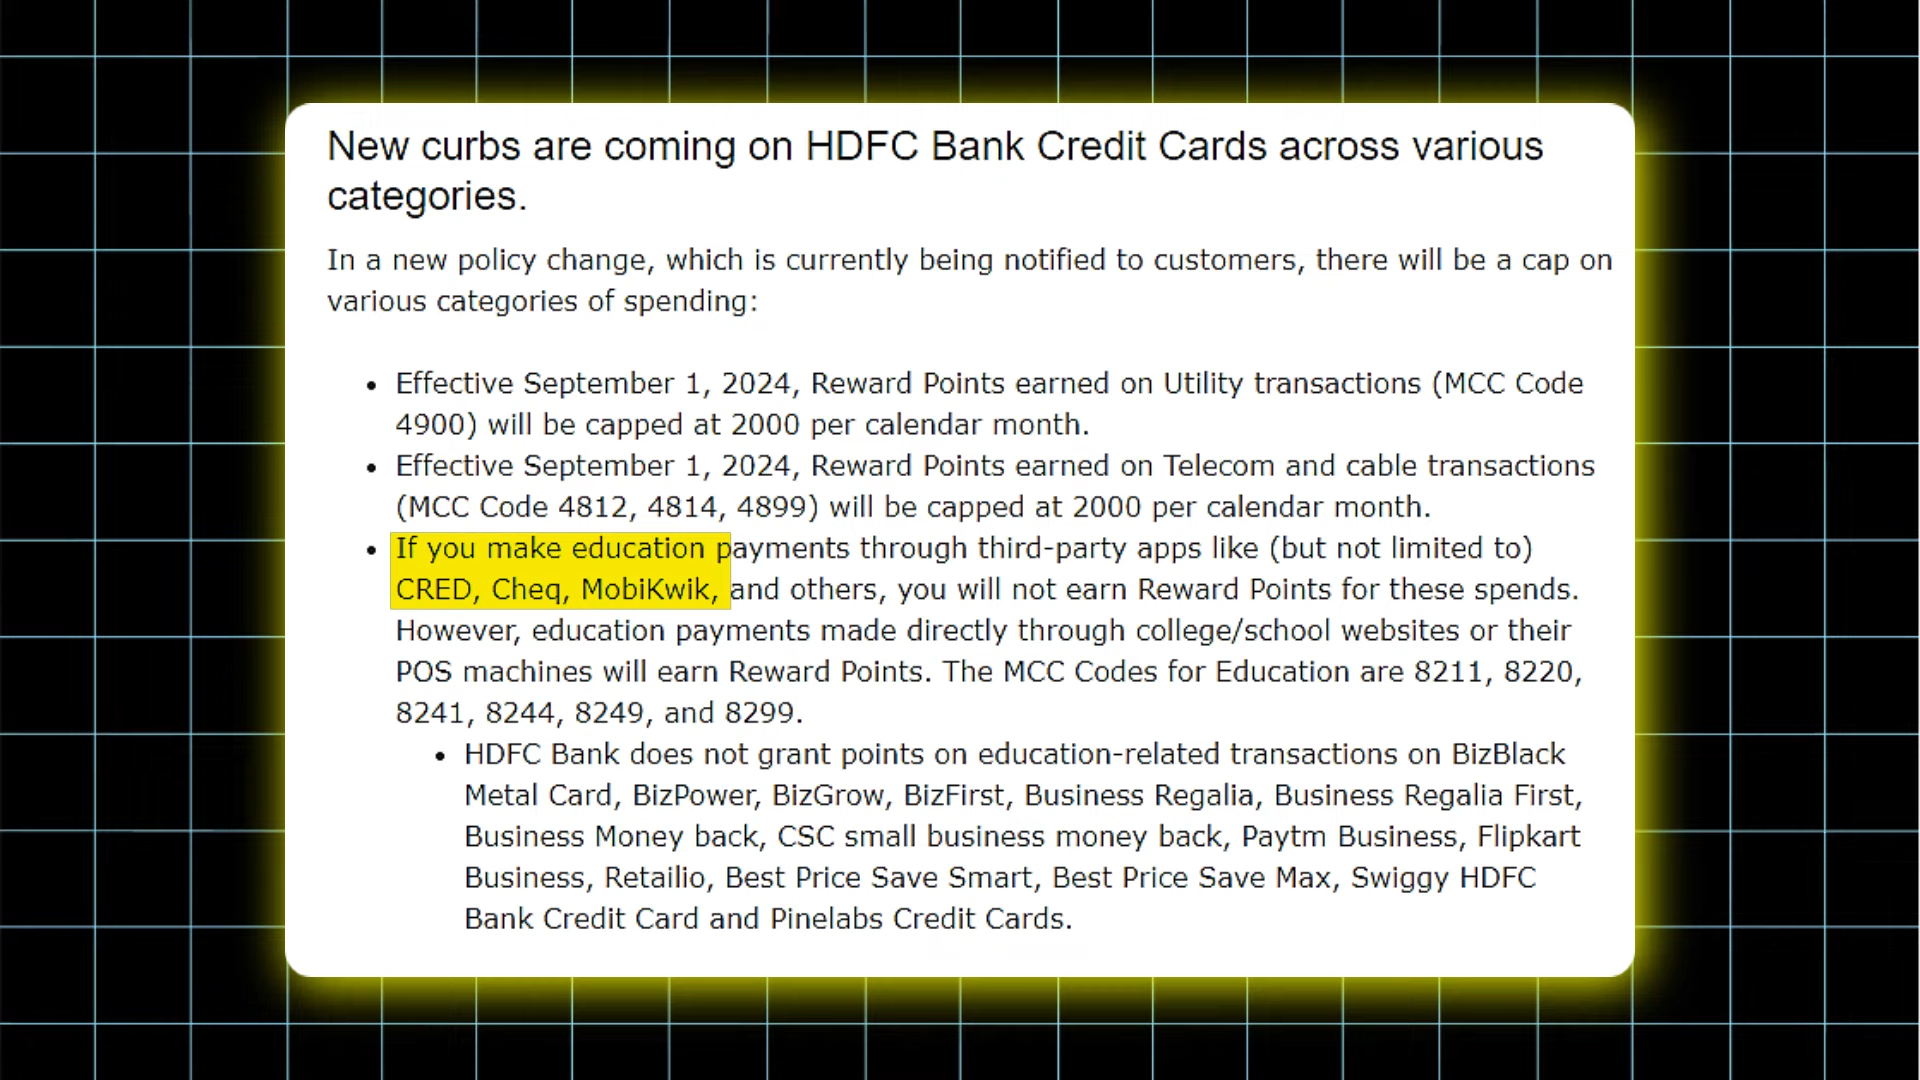 New curbs are coming on HDFC Bank Credit Cards across various
categories.
In a new policy change, which is currently being notified to customers, there will be a cap on
various categories of spending:
• Effective September 1, 2024, Reward Points earned on Utility transactions (MCC Code
4900) will be capped at 2000 per calendar month.
• Effective September 1, 2024, Reward Points earned on Telecom and cable transactions
(MCC Code 4812, 4814, 4899) will be capped at 2000 per calendar month.
• If you make education payments through third-party apps like (but not limited to)
CRED, Cheq, MobiKwik, and others, you will not earn Reward Points for these spends.
However, education payments made directly through college/school websites or their
POS machines will earn Reward Points. The MCC Codes for Education are 8211, 8220,
8241, 8244, 8249, and 8299.
• HDFC Bank does not grant points on education-related transactions on BizBlack
Metal Card, BizPower, BizGrow, BizFirst, Business Regalia, Business Regalia First,
Business Money back, CSC small business money back, Paytm Business, Flipkart
Business, Retailio, Best Price Save Smart, Best Price Save Max, Swiggy HDFC
Bank Credit Card and Pinelabs Credit Cards.